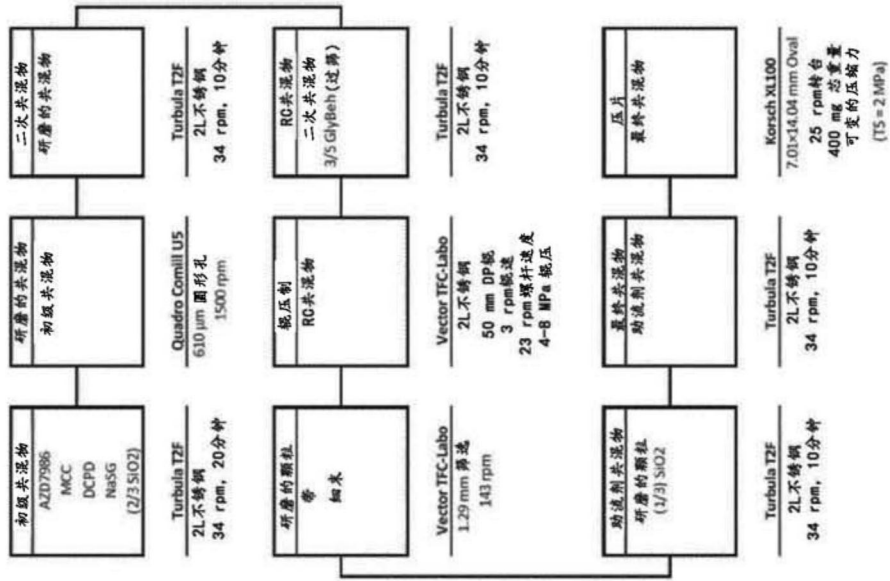 初级共混物
AZD7986
MCC
DCPD
NaSG
(2/3 SiO2)
Turbula T2F
2L不锈钢
34 rpm, 20分钟
研磨的共混物
初级共混物
Quadro Comill U5
610 μm 圆形孔
1500 rpm
二次共混物
研磨的共混物
Turbula T2F
2L不锈钢
34 rpm, 10分钟
研磨的颗粒
带
细末
Vector TFC-Labo
1.29 mm 筛选
143 rpm
辊压制
RC共混物
Vector TFC-Labo
2L不锈钢
50 mm DP辊
3 rpm辊速
23 rpm螺杆速度
4-8 MPa 辊压
RC共混物
二次共混物
3/5 GlyBeh (过筛)
Turbula T2F
2L不锈钢
34 rpm, 10分钟
助流剂共混物
研磨的颗粒
(1/3) SiO2
Turbula T2F
2L不锈钢
34 rpm, 10分钟
最终共混物
助流剂共混物
Turbula T2F
2L不锈钢
34 rpm, 10分钟
压片
最终共混物
Korsch XL100
7.01×14.04 mm Oval
25 rpm转台
400 mg 芯重量
可变的压缩力
(TS = 2 MPa)